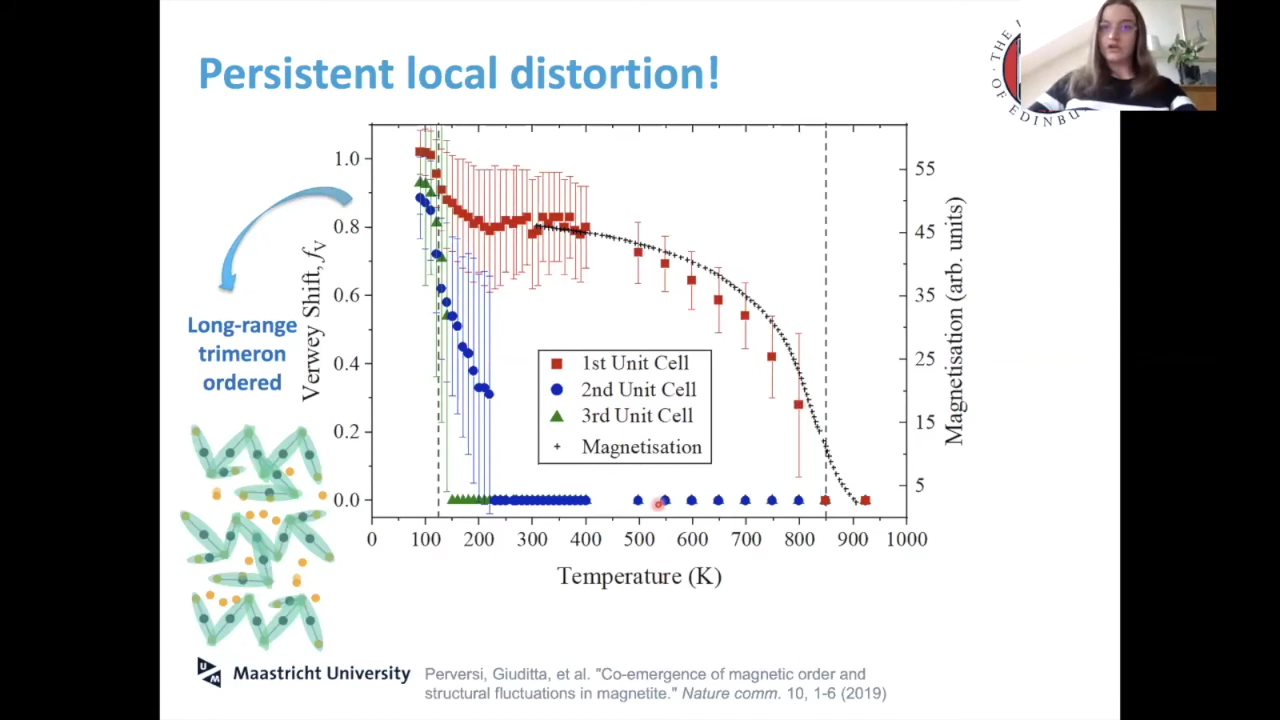 Persistent local distortion!
THE
OF EDINBU
Long-range
trimeron
ordered
Verwey Shift, fV
1.0
0.8
0.6
0.4
0.2
0.0
1st Unit Cell
2nd Unit Cell
3rd Unit Cell
Magnetisation
55
45
35
25
15
5
Magnetisation (arb. units)
0 100 200 300 400 500 600 700 800 900 1000
Temperature (K)
UM
Maastricht University
Perversi, Giuditta, et al. "Co-emergence of magnetic order and
structural fluctuations in magnetite." Nature comm. 10, 1-6 (2019)